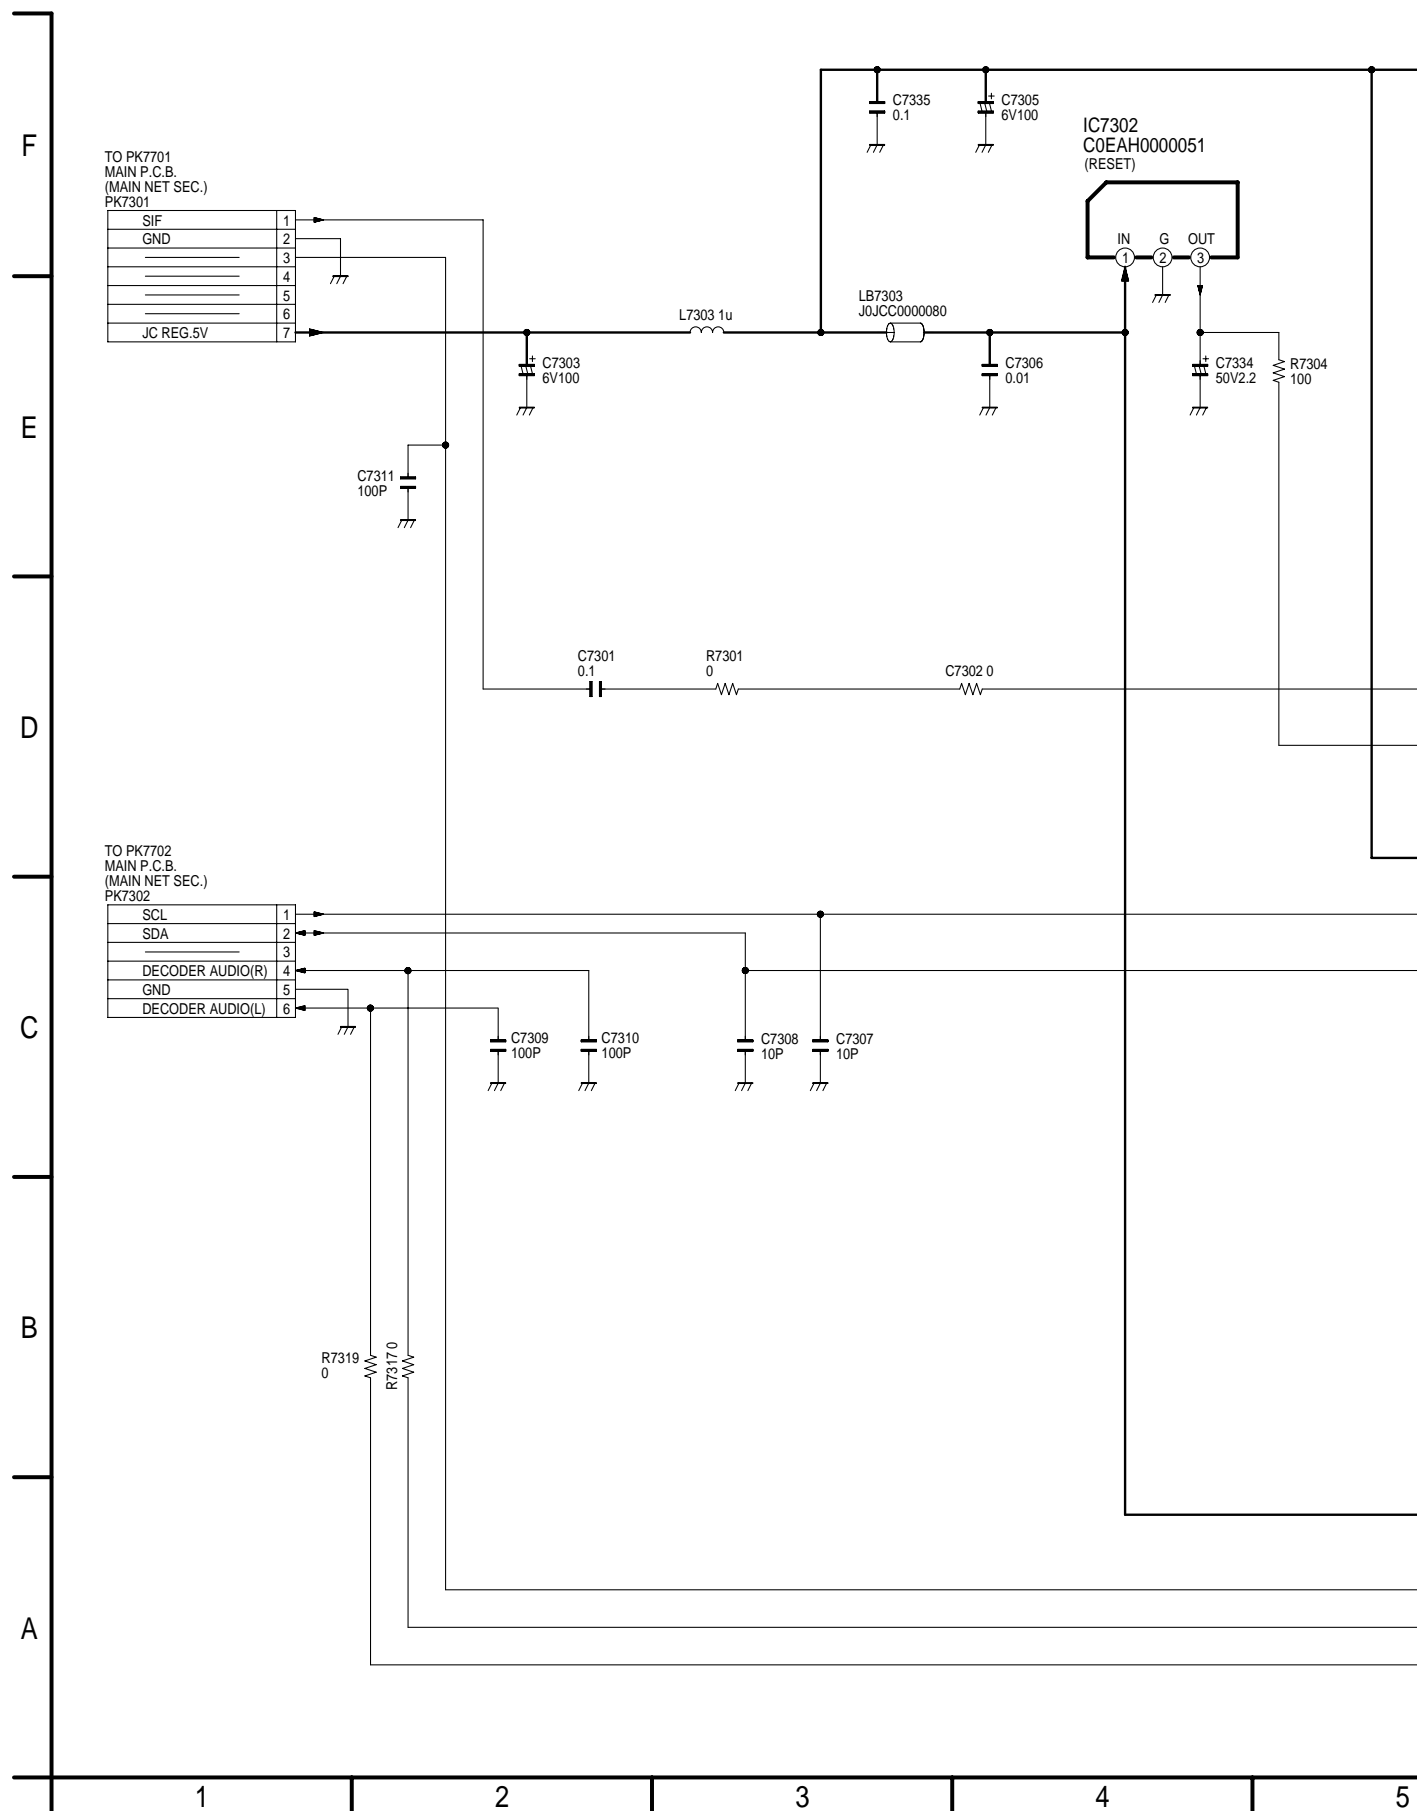 F
C7335
0.1
+
C7305
6V100
IC7302
C0EAH0000051
(RESET)
IN
G
OUT
1
2
3
TO PK7701
MAIN P.C.B.
(MAIN NET SEC.)
PK7301
SIF 1
GND 2
3
4
5
6
JC REG.5V 7
L7303 1u
LB7303
J0JCC0000080
+
C7303
6V100
C7306
0.01
+
C7334
50V2.2
R7304
100
E
C7311
100P
C7301
0.1
R7301
0
C7302 0
D
TO PK7702
MAIN P.C.B.
(MAIN NET SEC.)
PK7302
SCL 1
SDA 2
3
DECODER AUDIO(R) 4
GND 5
DECODER AUDIO(L) 6
C
C7309
100P
C7310
100P
C7308
10P
C7307
10P
B
R7319
0
R7317 0
A
1
2
3
4
5